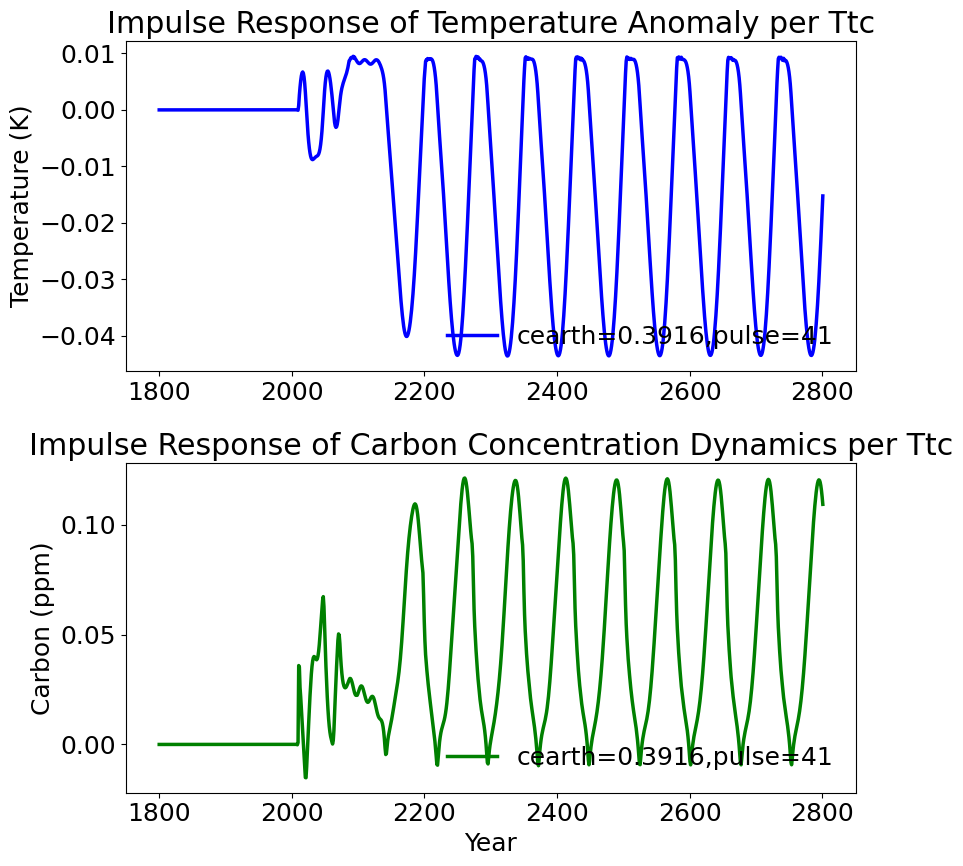 Impulse Response of Temperature Anomaly per Ttc
0.01
0.00
−0.01
−0.02
−0.03
−0.04
Temperature (K)
cearth=0.3916,pulse=41
1800 2000 2200 2400 2600 2800
Impulse Response of Carbon Concentration Dynamics per Ttc
0.10
0.05
0.00
Carbon (ppm)
cearth=0.3916,pulse=41
1800 2000 2200 2400 2600 2800
Year